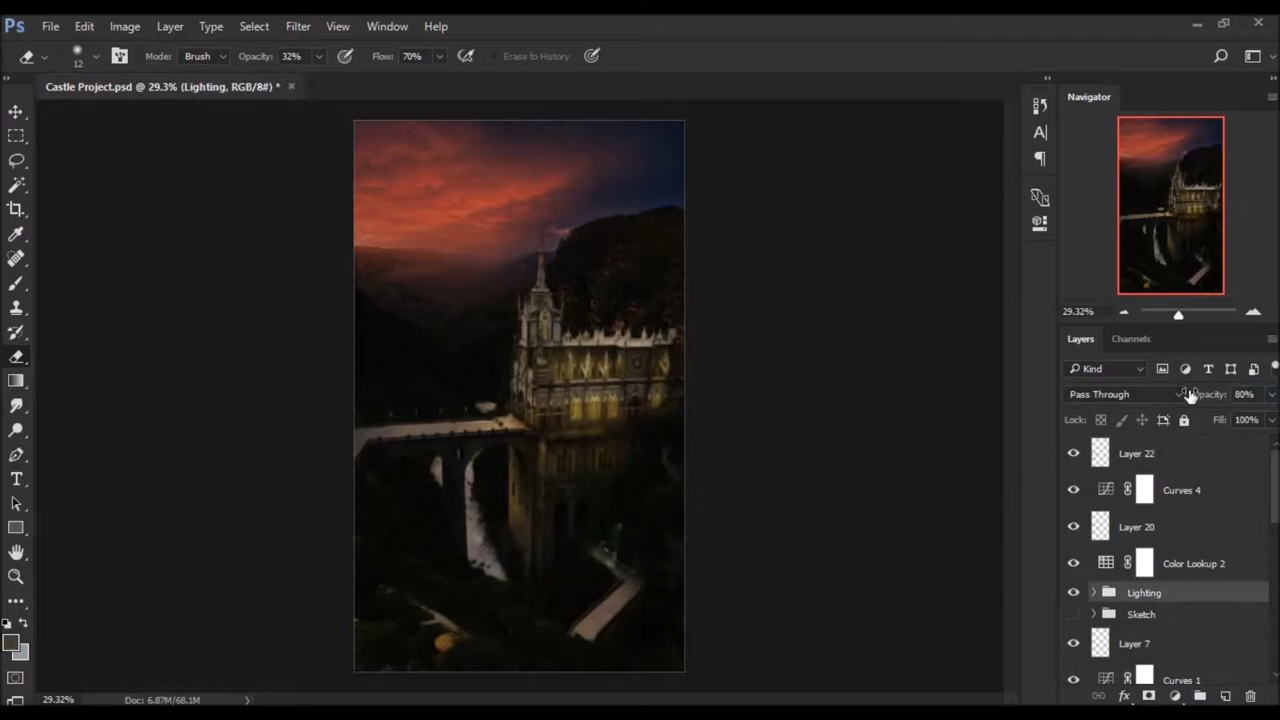 Ps File Edit Image Layer Type Select Filter View Window Help
12 Mode: Brush Opacity: 32% Flow: 70% Erase to History
Castle Project.psd @ 29.3% (Lighting, RGB/8#) *
Navigator
29.32%
Layers Channels
Kind
Pass Through Opacity: 80%
Lock: Fill: 100%
Layer 22
Curves 4
Layer 20
Color Lookup 2
Lighting
Sketch
Layer 7
Curves 1
29.32% Doc: 6.87M/68.1M